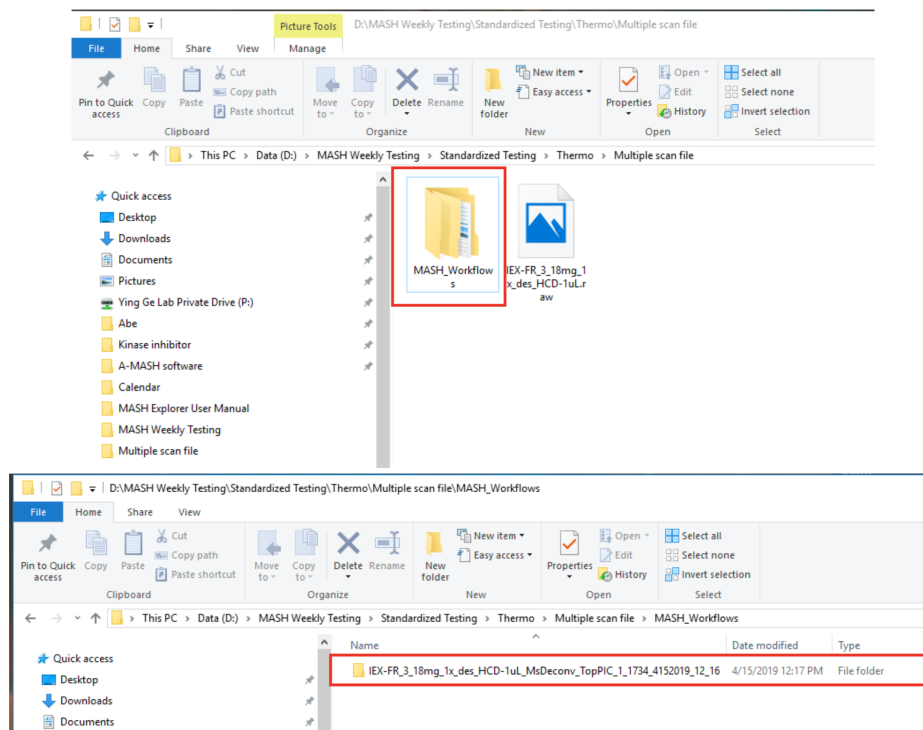 Picture Tools D:\MASH Weekly Testing\Standardized Testing\Thermo\Multiple scan file
File Home Share View Manage
Pin to Quick access
Copy
Paste
Cut
Copy path
Paste shortcut
Clipboard
Move to
Copy to
Delete
Rename
Organize
New folder
New item
Easy access
New
Properties
Open
Edit
History
Open
Select all
Select none
Invert selection
Select
This PC > Data (D:) > MASH Weekly Testing > Standardized Testing > Thermo > Multiple scan file
Quick access
Desktop
Downloads
Documents
Pictures
Ying Ge Lab Private Drive (P:)
Abe
Kinase inhibitor
A-MASH software
Calendar
MASH Explorer User Manual
MASH Weekly Testing
Multiple scan file
MASH_Workflow
s
IEX-FR_3_18mg_1
x_des_HCD-1uL.r
aw
D:\MASH Weekly Testing\Standardized Testing\Thermo\Multiple scan file\MASH_Workflows
File Home Share View
Pin to Quick access
Copy
Paste
Cut
Copy path
Paste shortcut
Clipboard
Move to
Copy to
Delete
Rename
Organize
New folder
New item
Easy access
New
Properties
Open
Edit
History
Open
Select all
Select none
Invert selection
Select
This PC > Data (D:) > MASH Weekly Testing > Standardized Testing > Thermo > Multiple scan file > MASH_Workflows
Quick access
Desktop
Downloads
Documents
Name Date modified Type
IEX-FR_3_18mg_1x_des_HCD-1uL_MsDeconv_TopPIC_1_1734_4152019_12_16 4/15/2019 12:17 PM File folder